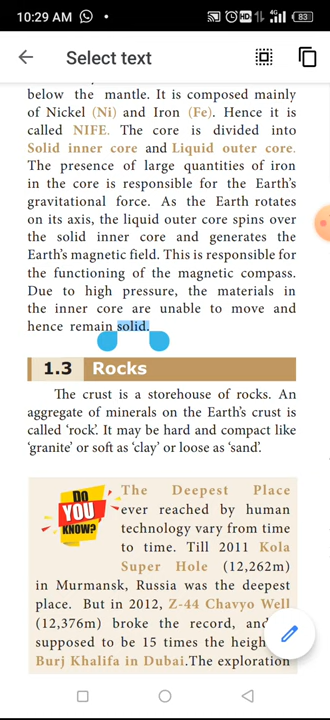 10:29 AM
HD
4G
83
Select text
below the mantle. It is composed mainly
of Nickel (Ni) and Iron (Fe). Hence it is
called NIFE. The core is divided into
Solid inner core and Liquid outer core.
The presence of large quantities of iron
in the core is responsible for the Earth's
gravitational force. As the Earth rotates
on its axis, the liquid outer core spins over
the solid inner core and generates the
Earth's magnetic field. This is responsible for
the functioning of the magnetic compass.
Due to high pressure, the materials in
the inner core are unable to move and
hence remain solid.
1.3 Rocks
The crust is a storehouse of rocks. An
aggregate of minerals on the Earth's crust is
called 'rock'. It may be hard and compact like
'granite' or soft as 'clay' or loose as 'sand'.
DO
YOU
KNOW?
The Deepest Place
ever reached by human
technology vary from time
to time. Till 2011 Kola
Super Hole (12,262m)
in Murmansk, Russia was the deepest
place. But in 2012, Z-44 Chavyo Well
(12,376m) broke the record, and
supposed to be 15 times the heigh
Burj Khalifa in Dubai.The exploration